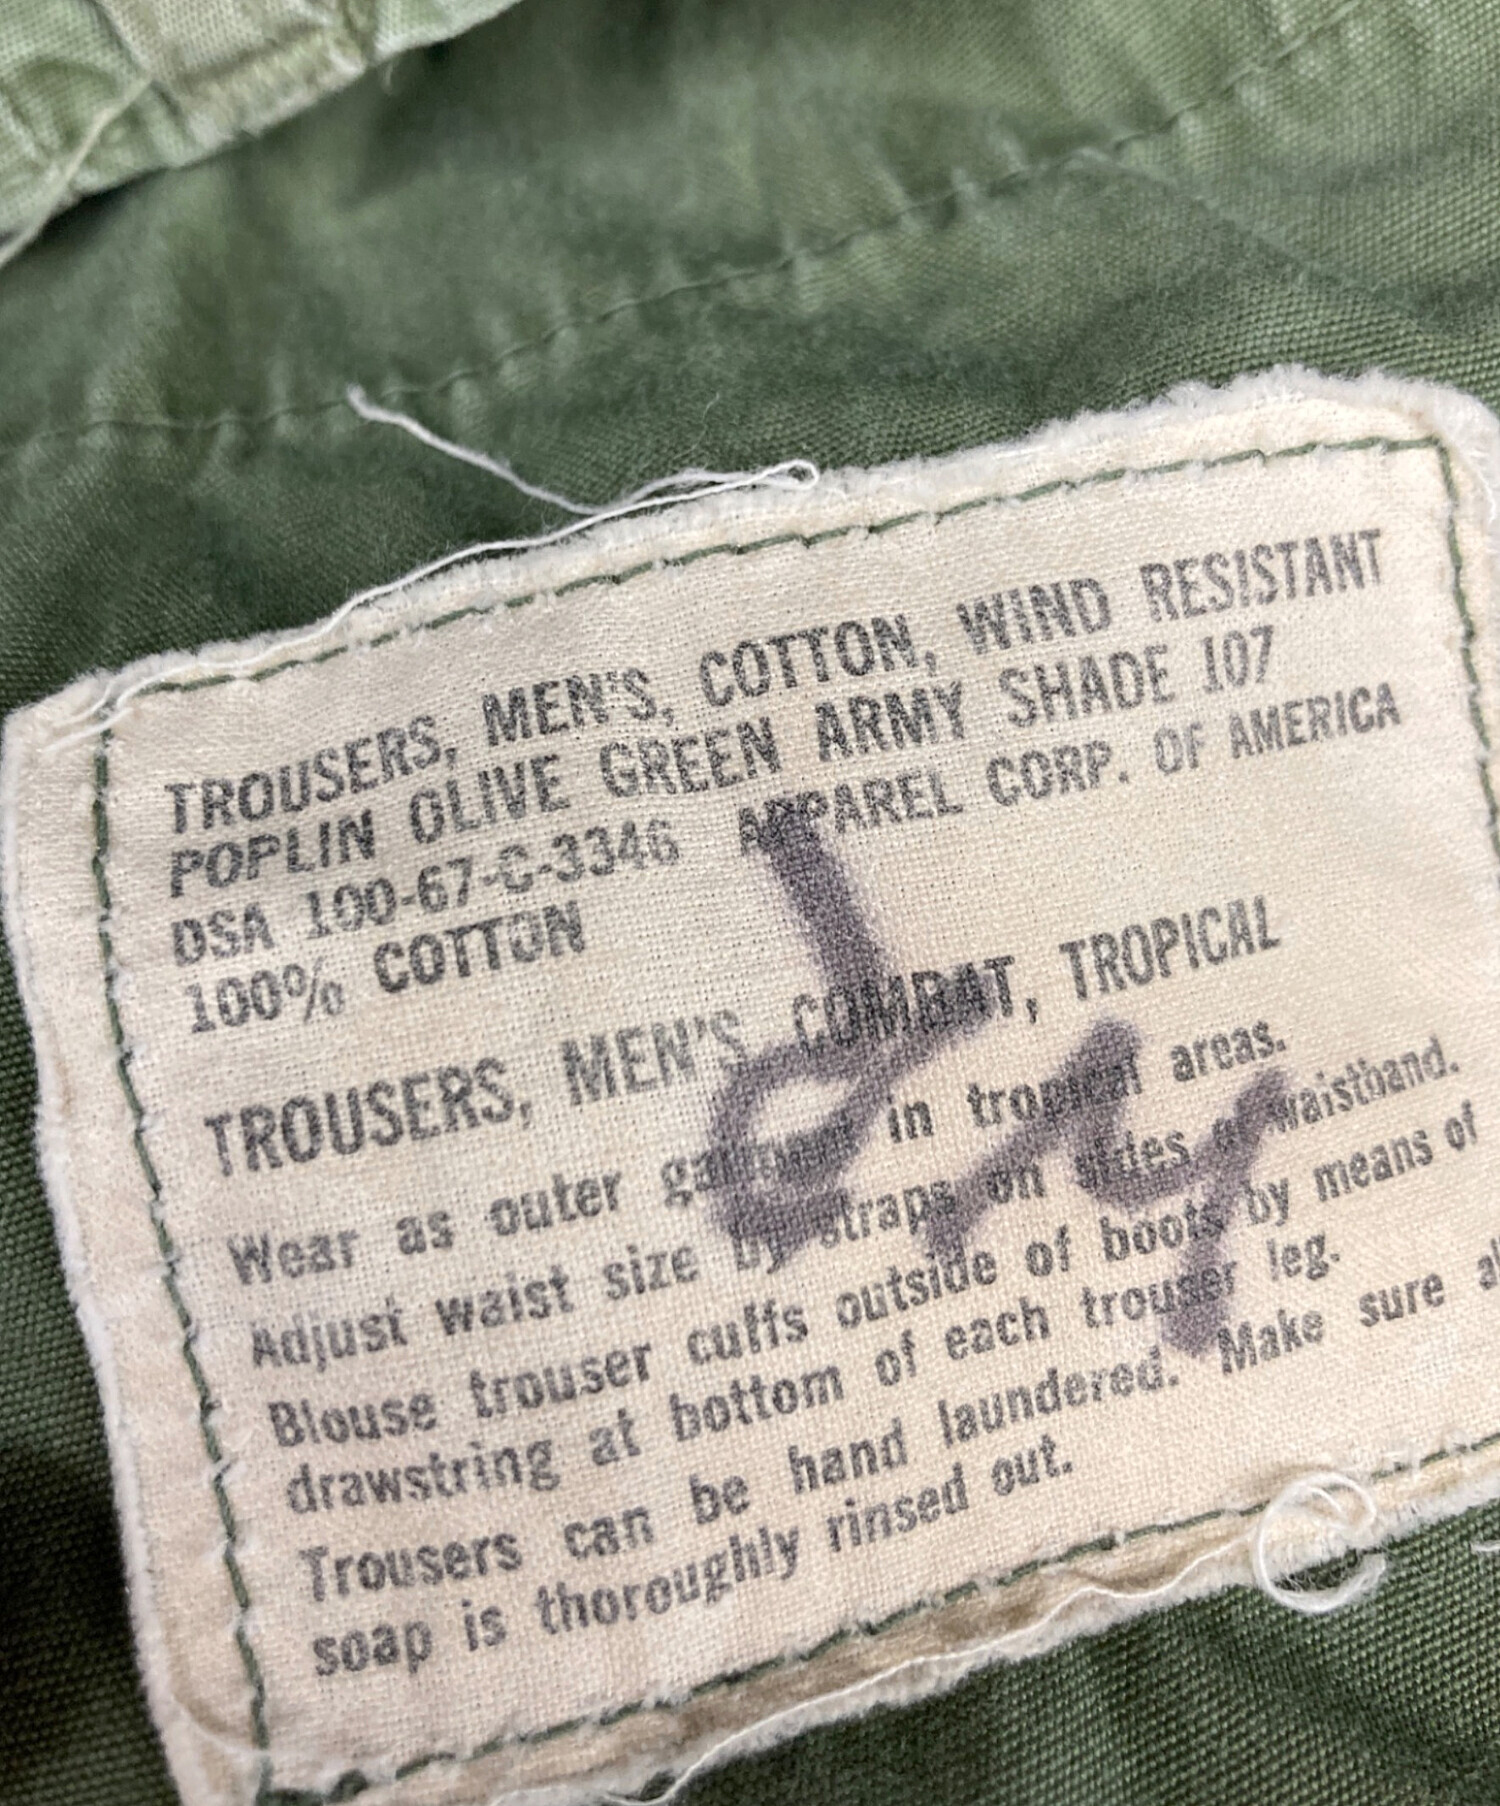 TROUSERS, MEN'S, COTTON, WIND RESISTANT
POPLIN OLIVE GREEN ARMY SHADE 107
DSA 100-67-C-3346 APPAREL CORP. OF AMERICA
100% COTTON
TROUSERS, MEN'S, COMBAT, TROPICAL
Wear as outer garment in tropical areas.
Adjust waist size by straps on sides of waistband.
Blouse trouser cuffs outside of boots by means of
drawstring at bottom of each trouser leg.
Trousers can be hand laundered. Make sure
soap is thoroughly rinsed out.